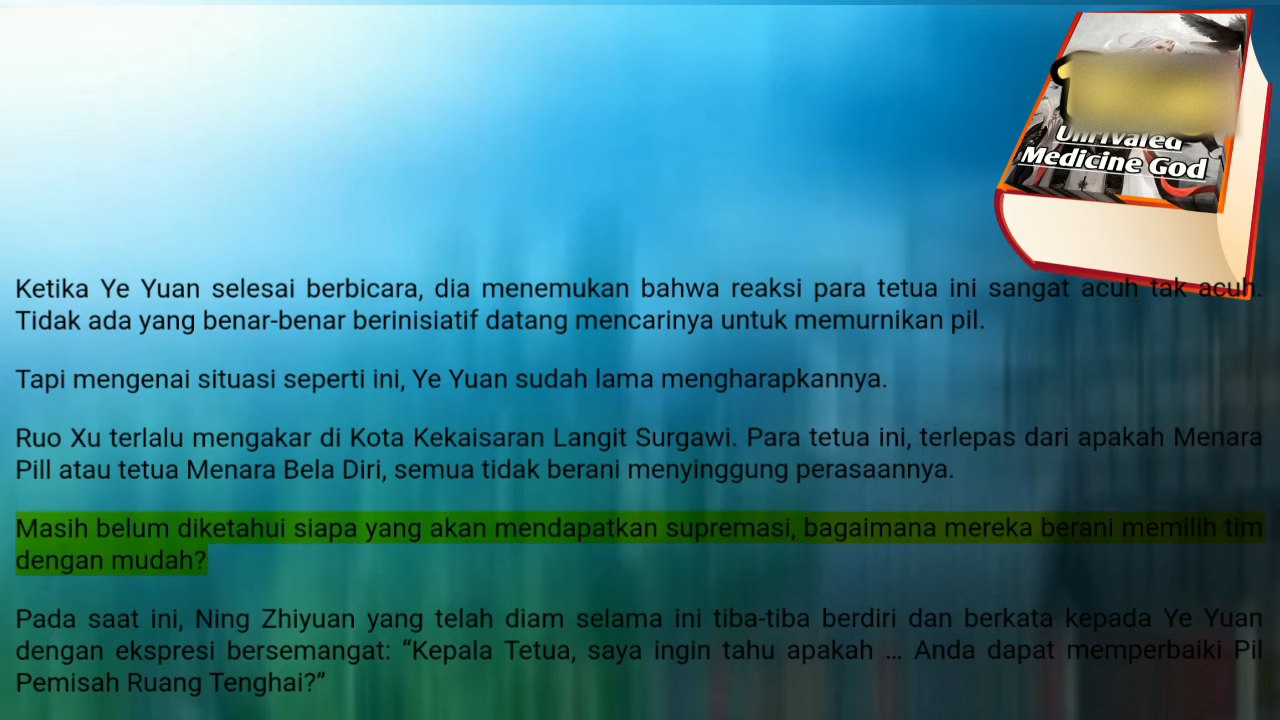 Unrivaled
Medicine God
Ketika Ye Yuan selesai berbicara, dia menemukan bahwa reaksi para tetua ini sangat acuh tak acuh.
Tidak ada yang benar-benar berinisiatif datang mencarinya untuk memurnikan pil.
Tapi mengenai situasi seperti ini, Ye Yuan sudah lama mengharapkannya.
Ruo Xu terlalu mengakar di Kota Kekaisaran Langit Surgawi. Para tetua ini, terlepas dari apakah Menara
Pill atau tetua Menara Bela Diri, semua tidak berani menyinggung perasaannya.
Masih belum diketahui siapa yang akan mendapatkan supremasi, bagaimana mereka berani memilih tim
dengan mudah?
Pada saat ini, Ning Zhiyuan yang telah diam selama ini tiba-tiba berdiri dan berkata kepada Ye Yuan
dengan ekspresi bersemangat: “Kepala Tetua, saya ingin tahu apakah … Anda dapat memperbaiki Pil
Pemisah Ruang Tenghai?”